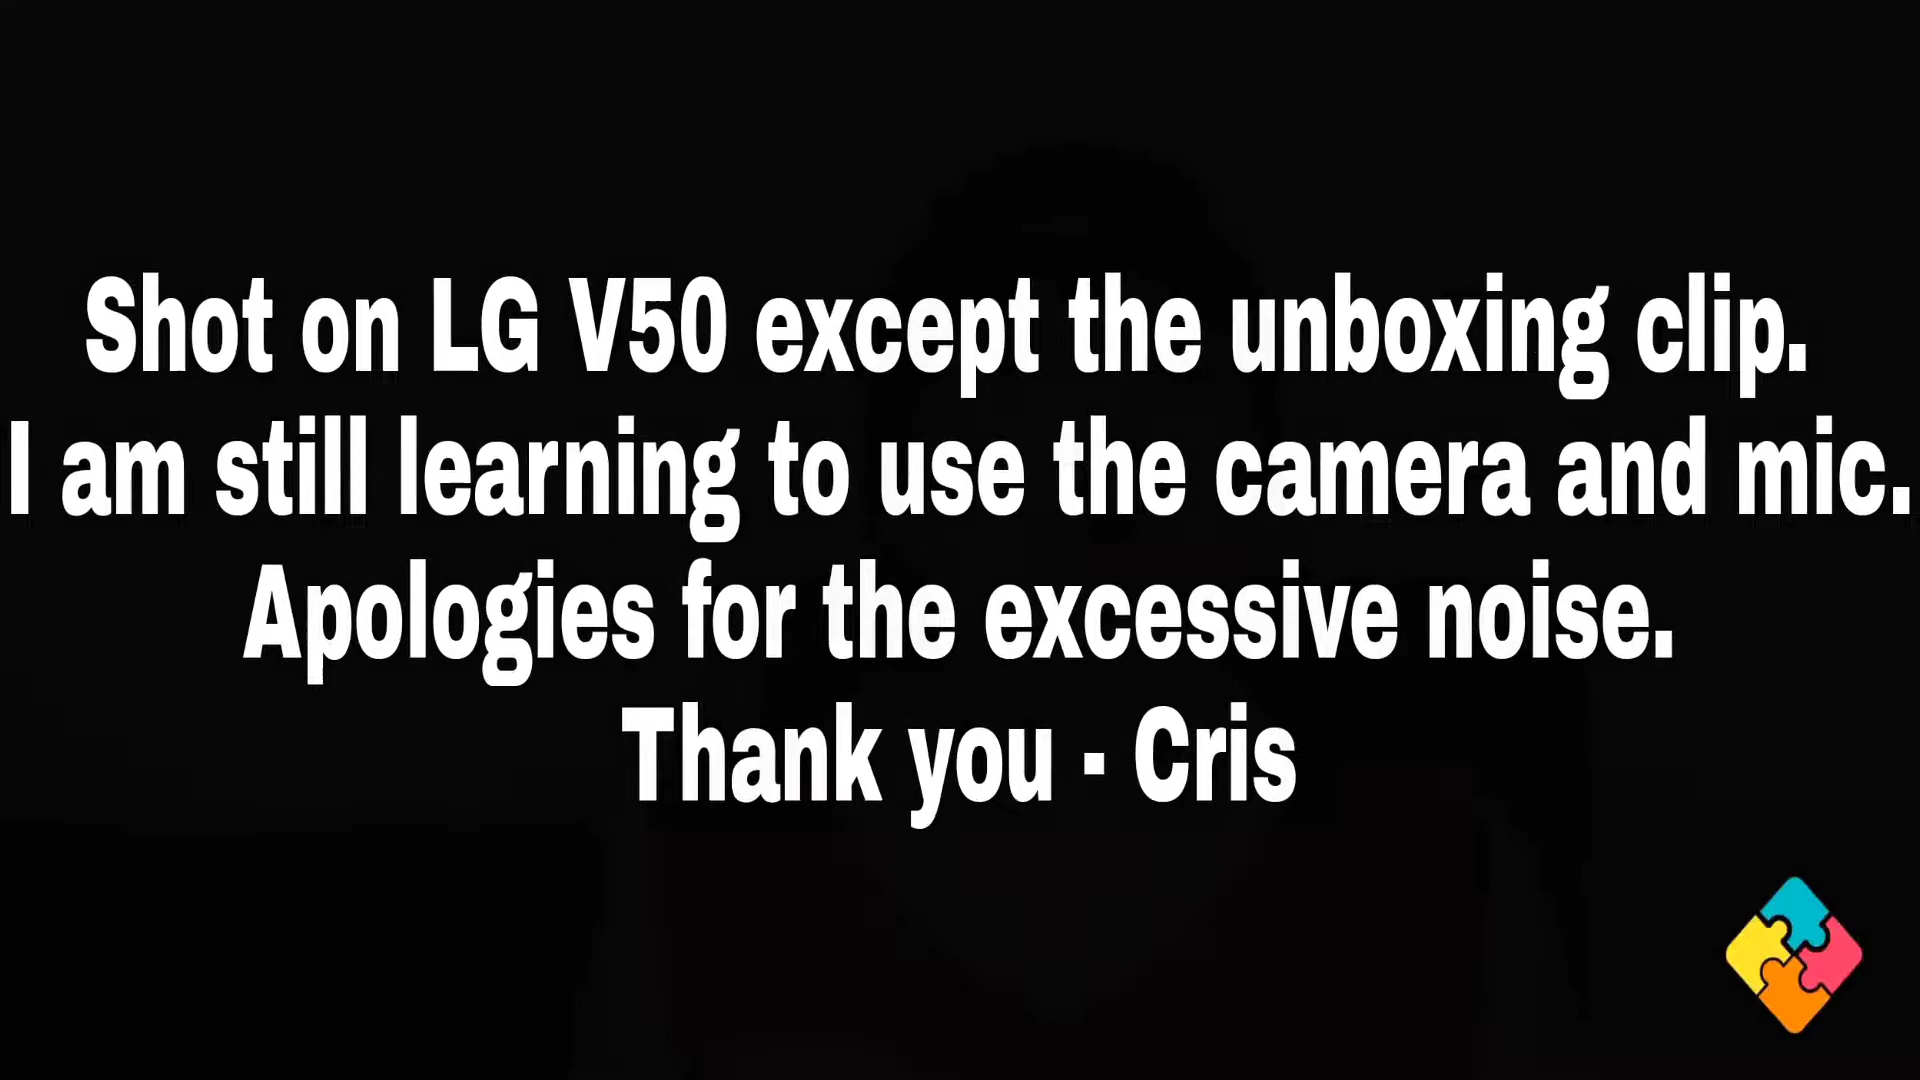 Shot on LG V50 except the unboxing clip.
I am still learning to use the camera and mic.
Apologies for the excessive noise.
Thank you - Cris